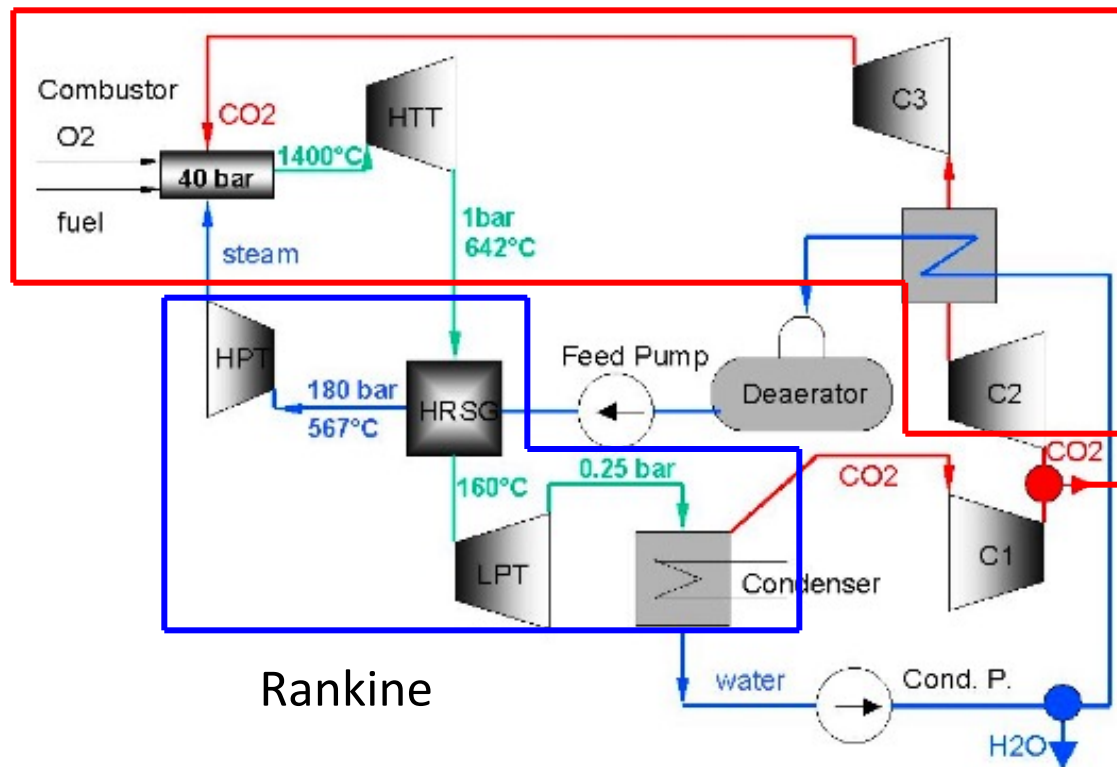 Combustor
O2
fuel
CO2
40 bar
1400°C
HTT
C3
1bar
642°C
steam
HPT
180 bar
567°C
HRSG
Feed Pump
Deaerator
C2
CO2
160°C
0.25 bar
CO2
LPT
Condenser
C1
Rankine
water
Cond. P.
H2O